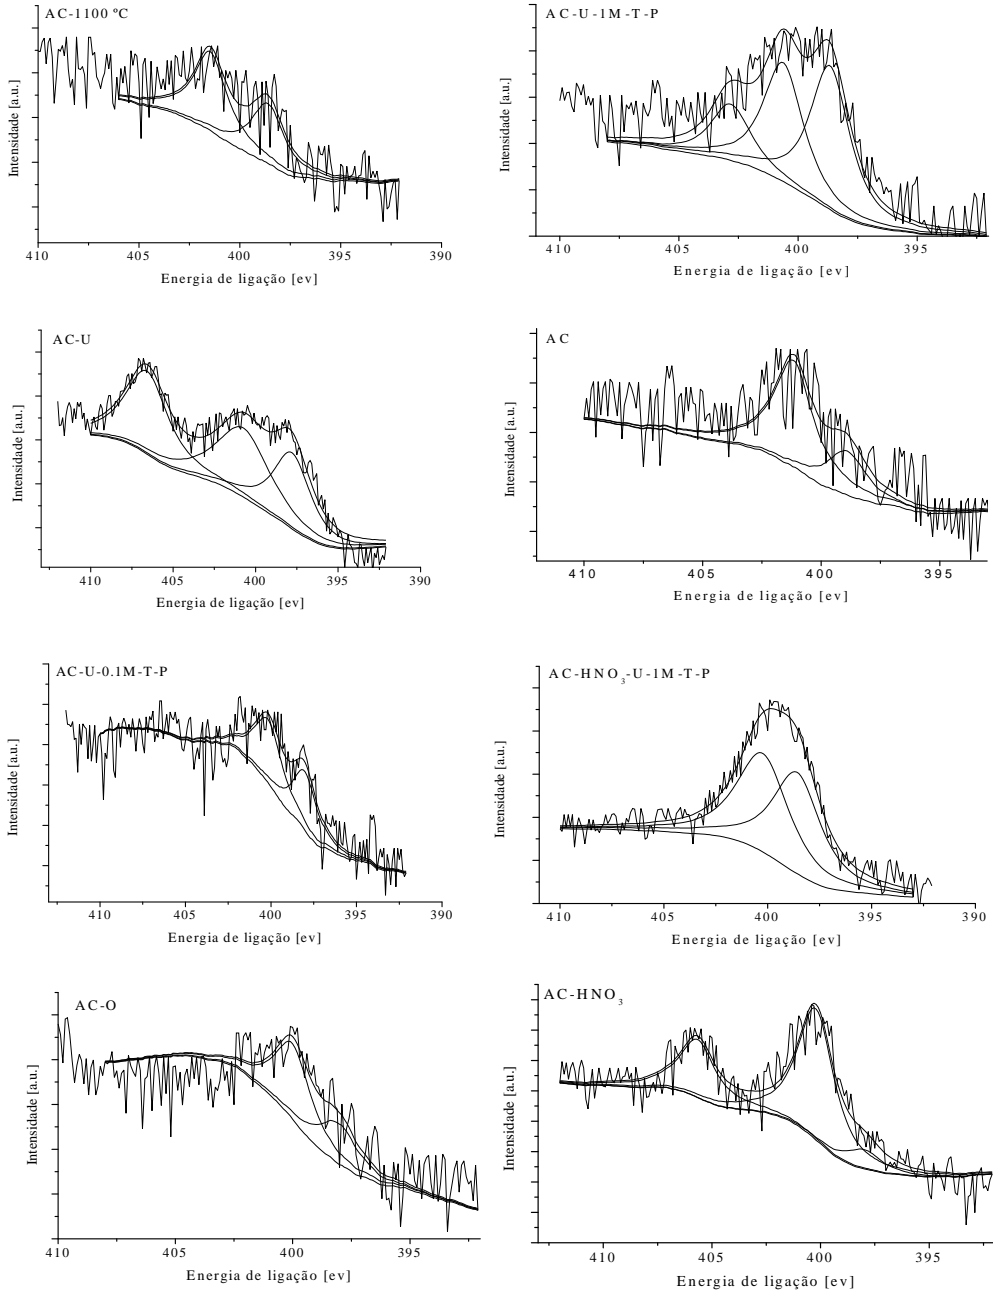 AC-1100 ºC
Intensidade [a.u.]
410 405 400 395 390
Energia de ligação [ev]
AC-U-1M-T-P
Intensidade [a.u.]
410 405 400 395
Energia de ligação [ev]
AC-U
Intensidade [a.u.]
410 405 400 395 390
Energia de ligação [ev]
AC
Intensidade [a.u.]
410 405 400 395
Energia de ligação [ev]
AC-U-0.1M-T-P
Intensidade [a.u.]
410 405 400 395 390
Energia de ligação [ev]
AC-HNO₃-U-1M-T-P
Intensidade [a.u.]
410 405 400 395 390
Energia de ligação [ev]
AC-O
Intensidade [a.u.]
410 405 400 395
Energia de ligação [ev]
AC-HNO₃
Intensidade [a.u.]
410 405 400 395
Energia de ligação [ev]